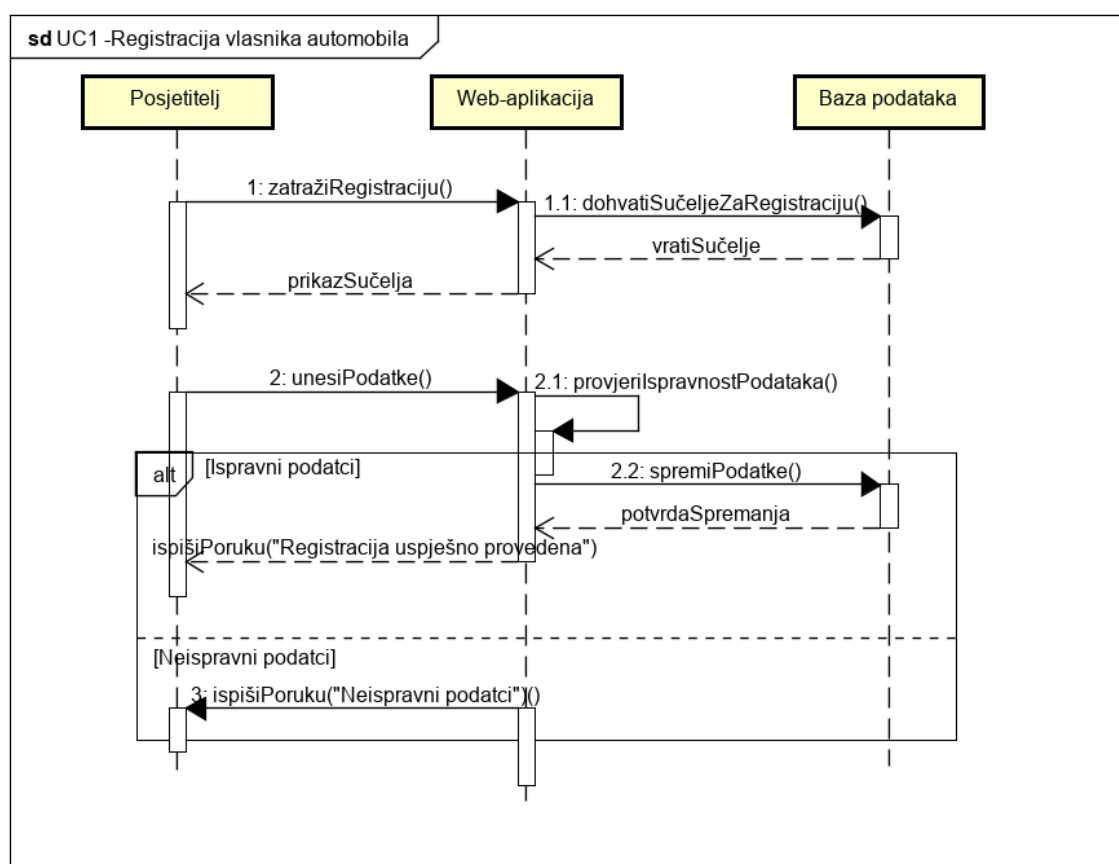 sd UC1 -Registracija vlasnika automobila
Posjetitelj
Web-aplikacija
Baza podataka
1: zatražiRegistraciju()
1.1: dohvatiSučeljeZaRegistraciju()
vratiSučelje
prikazSučelja
2: unesiPodatke()
2.1: provjeriIspravnostPodataka()
alt
[Ispravni podatci]
2.2: spremiPodatke()
potvrdaSpremanja
ispišiPoruku("Registracija uspješno provedena")
[Neispravni podatci]
3: ispišiPoruku("Neispravni podatci")()